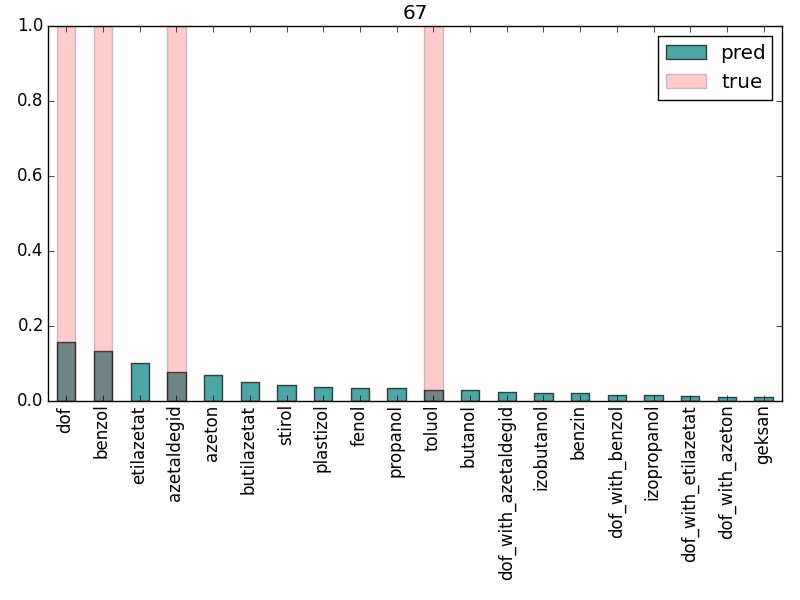 67
1.0
0.8
0.6
0.4
0.2
0.0
pred
true
dof
benzol
etilazetat
azetaldegid
azeton
butilazetat
stirol
plastizol
fenol
propanol
toluol
butanol
dof_with_azetaldegid
izobutanol
benzin
dof_with_benzol
izopropanol
dof_with_etilazetat
dof_with_azeton
geksan